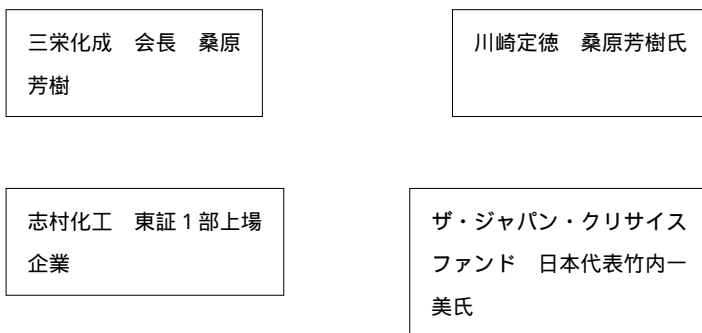 三栄化成　会長　桑原
芳樹
川崎定徳　桑原芳樹氏
志村化工　東証1部上場
企業
ザ・ジャパン・クリサイス
ファンド　日本代表竹内一
美氏